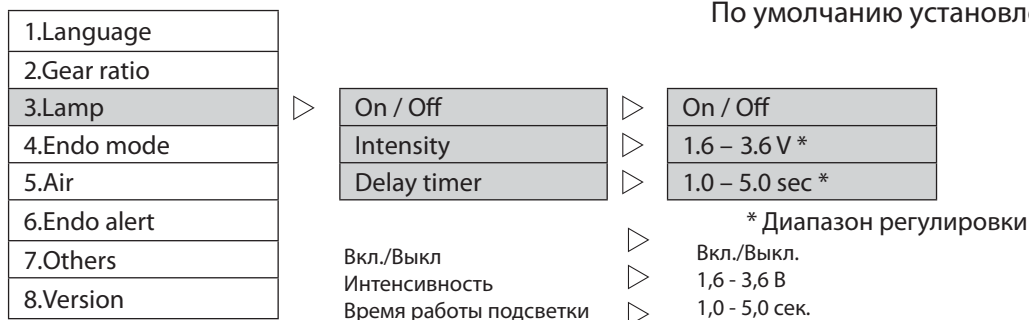 По умолчанию установл
1.Language
2.Gear ratio
3.Lamp
4.Endo mode
5.Air
6.Endo alert
7.Others
8.Version
On / Off
Intensity
Delay timer
On / Off
1.6 – 3.6 V *
1.0 – 5.0 sec *
* Диапазон регулировки
Вкл./Выкл
Интенсивность
Время работы подсветки
Вкл./Выкл.
1,6 - 3,6 В
1,0 - 5,0 сек.